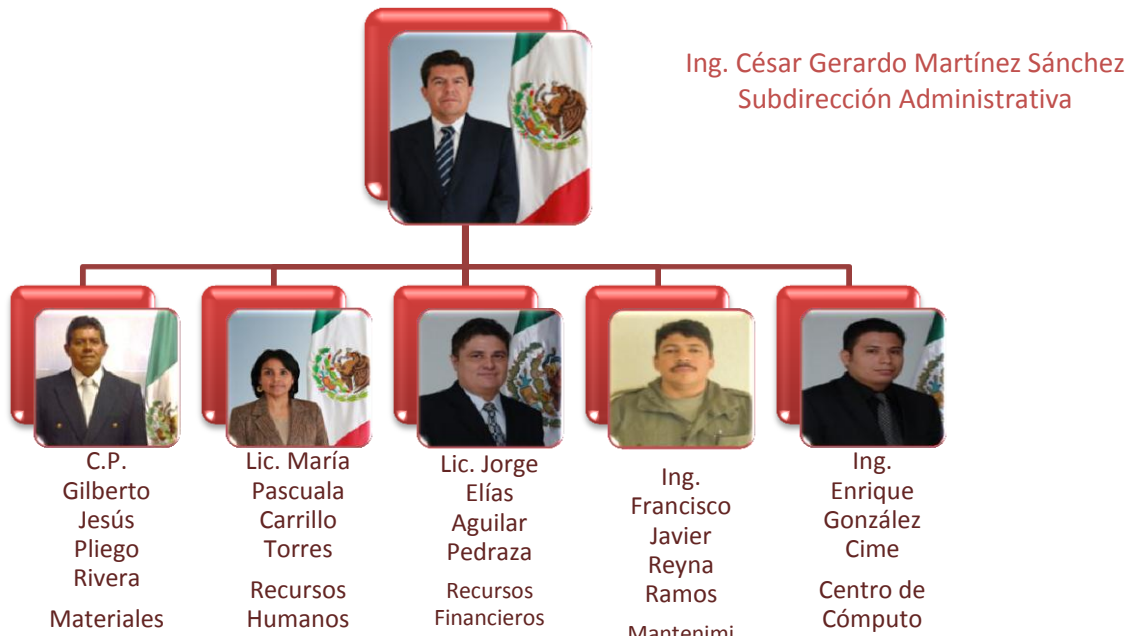 Ing. César Gerardo Martínez Sánchez
Subdirección Administrativa
C.P.
Gilberto
Jesús
Pliego
Rivera
Materiales
Lic. María
Pascuala
Carrillo
Torres
Recursos
Humanos
Lic. Jorge
Elías
Aguilar
Pedraza
Recursos
Financieros
Ing.
Francisco
Javier
Reyna
Ramos
Mantenimi
Ing.
Enrique
González
Cime
Centro de
Cómputo